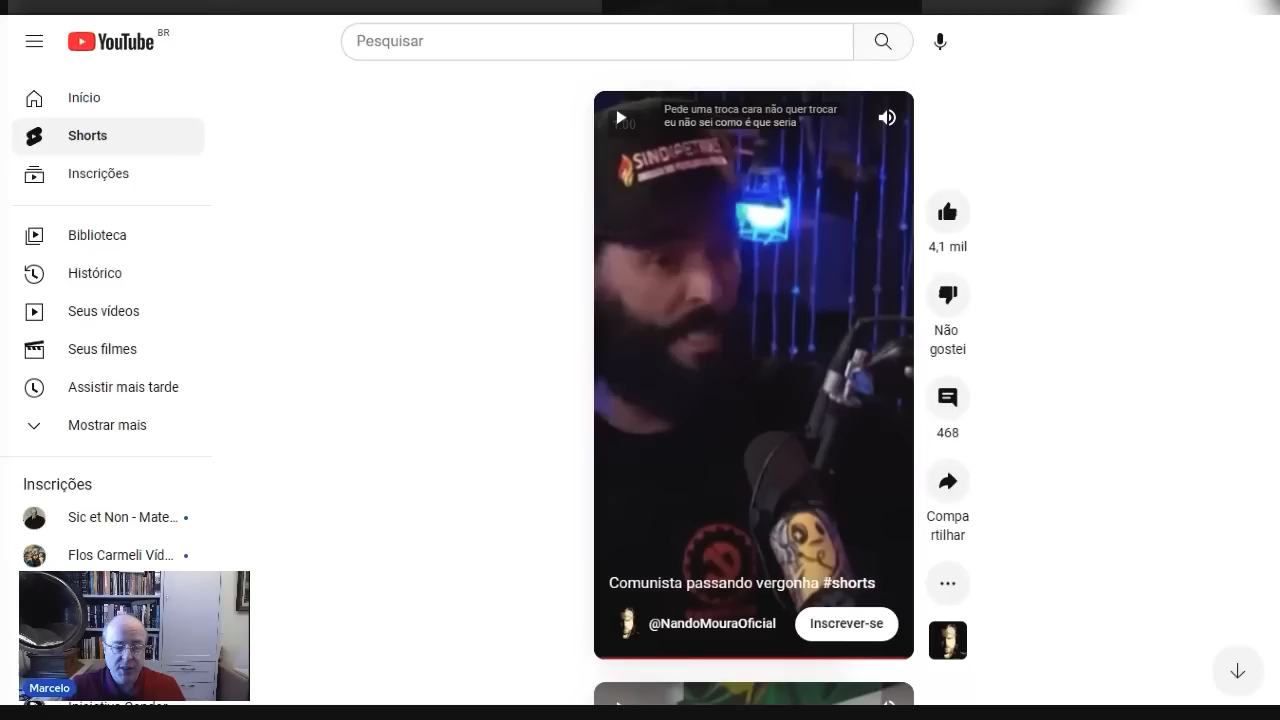 YouTube BR
Pesquisar
Início
Shorts
Inscrições
Biblioteca
Histórico
Seus vídeos
Seus filmes
Assistir mais tarde
Mostrar mais
Inscrições
Sic et Non - Mate...
Flos Carmeli Víd...
Marcelo
Pede uma troca cara não quer trocar
eu não sei como é que seria
1:00
Comunista passando vergonha #shorts
@NandoMouraOficial
Inscrever-se
4,1 mil
Não
gostei
468
Compa
rtilhar